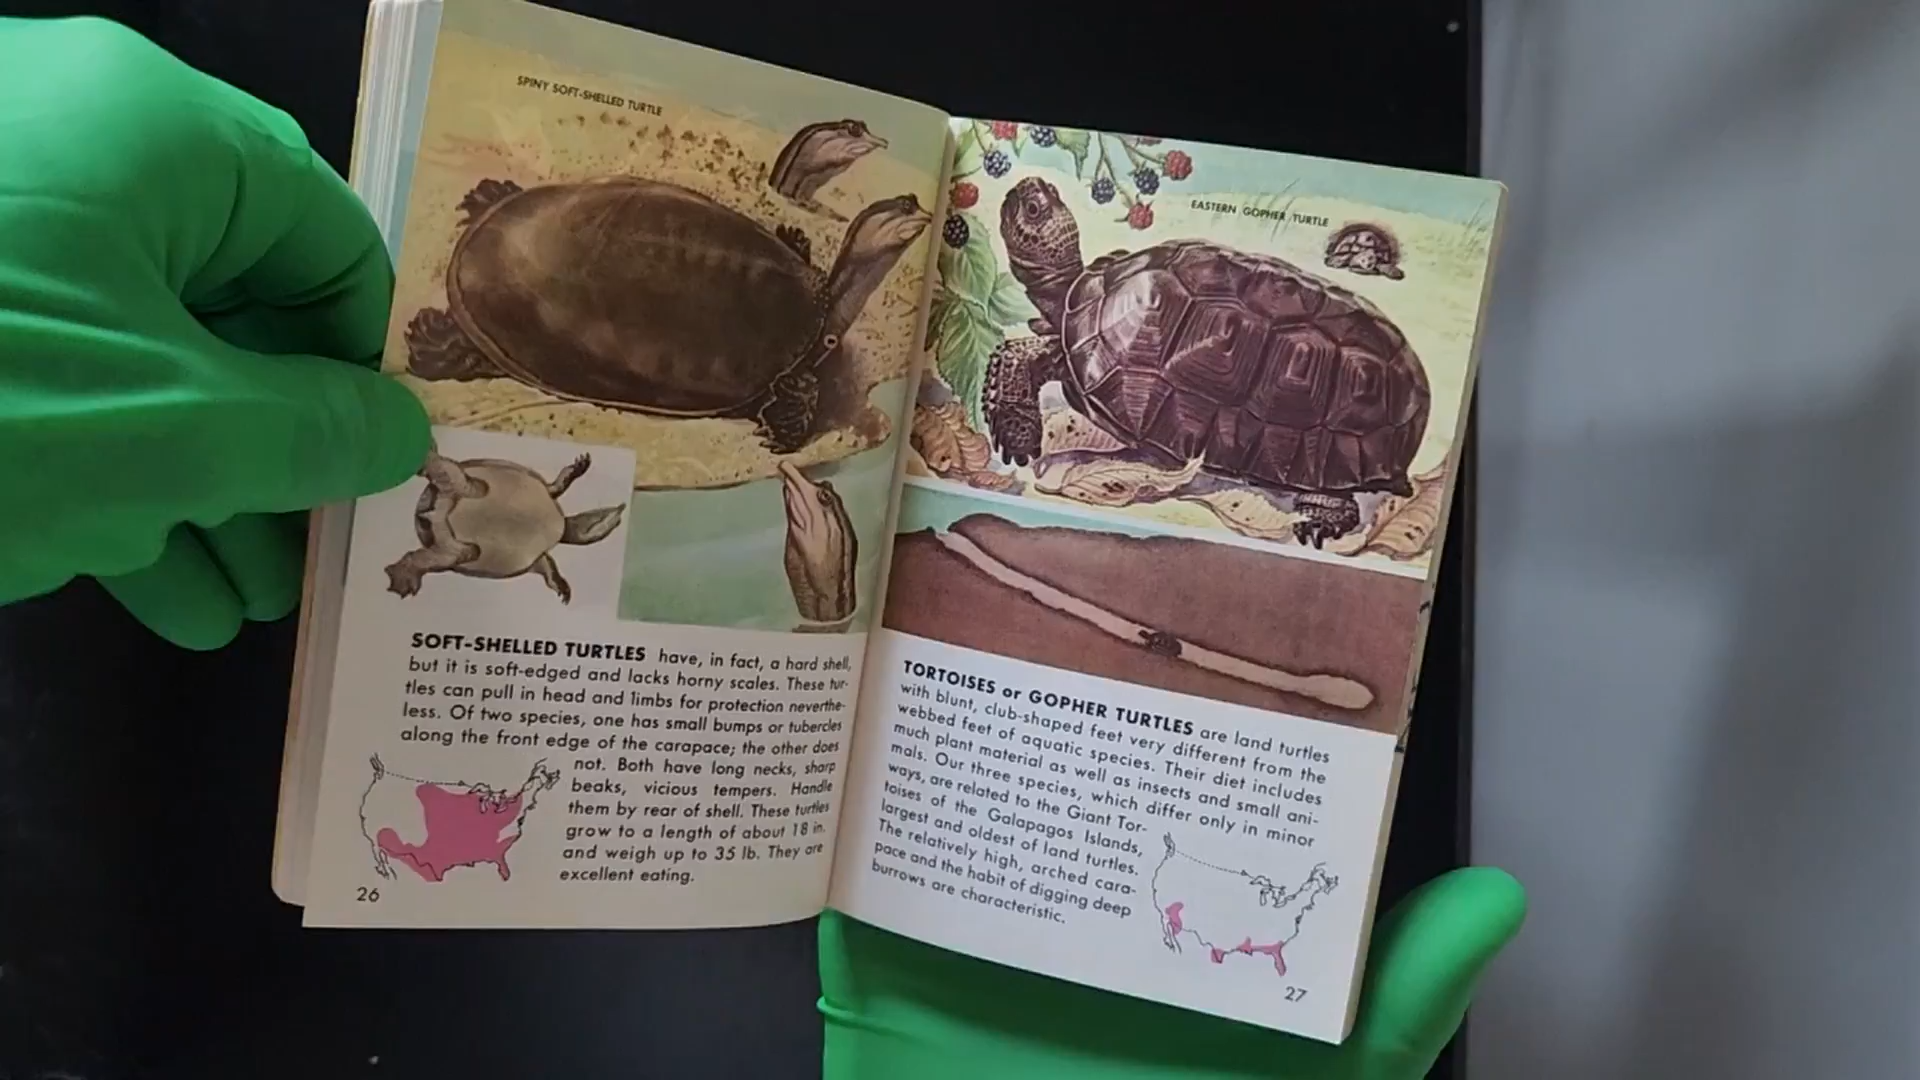 SPINY SOFT-SHELLED TURTLE
SOFT-SHELLED TURTLES have, in fact, a hard shell,
but it is soft-edged and lacks horny scales. These tur-
tles can pull in head and limbs for protection neverthe-
less. Of two species, one has small bumps or tubercles
along the front edge of the carapace; the other does
not. Both have long necks, sharp
beaks, vicious tempers. Handle
them by rear of shell. These turtles
grow to a length of about 18 in.
and weigh up to 35 lb. They are
excellent eating.
26
EASTERN GOPHER TURTLE
TORTOISES or GOPHER TURTLES are land turtles
with blunt, club-shaped feet very different from the
webbed feet of aquatic species. Their diet includes
much plant material as well as insects and small ani-
mals. Our three species, which differ only in minor
ways, are related to the Giant Tor-
toises of the Galapagos Islands,
largest and oldest of land turtles.
The relatively high, arched cara-
pace and the habit of digging deep
burrows are characteristic.
27